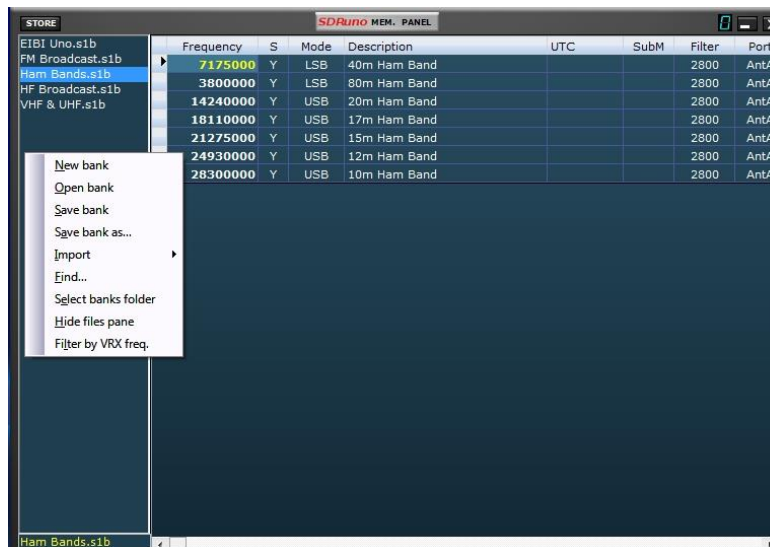 STORE SDRuno MEM. PANEL 0
EIBI Uno.s1b
FM Broadcast.s1b
Ham Bands.s1b
HF Broadcast.s1b
VHF & UHF.s1b
Frequency S Mode Description UTC SubM Filter Port
7175000 Y LSB 40m Ham Band 2800 AntA
3800000 Y LSB 80m Ham Band 2800 AntA
14240000 Y USB 20m Ham Band 2800 AntA
18110000 Y USB 17m Ham Band 2800 AntA
21275000 Y USB 15m Ham Band 2800 AntA
24930000 Y USB 12m Ham Band 2800 AntA
28300000 Y USB 10m Ham Band 2800 AntA
New bank
Open bank
Save bank
Save bank as...
Import
Find...
Select banks folder
Hide files pane
Filter by VRX freq.
Ham Bands.s1b